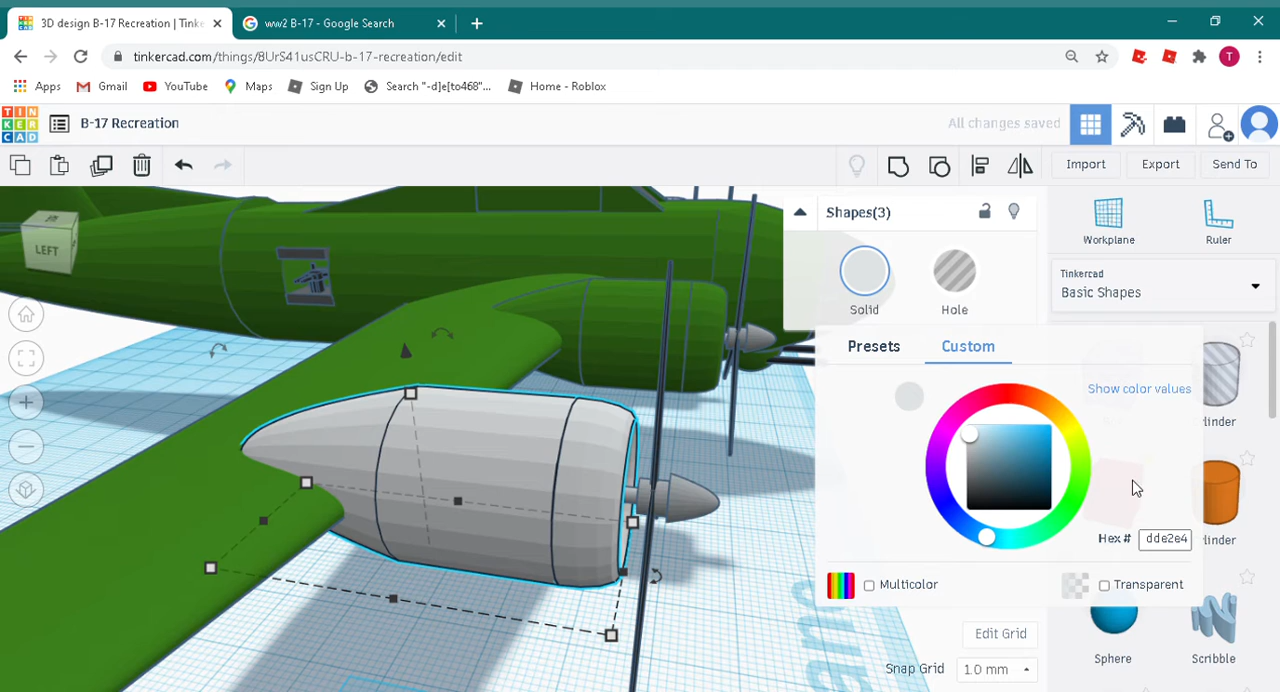 3D design B-17 Recreation | Tinke
ww2 B-17 - Google Search
tinkercad.com/things/8UrS41usCRU-b-17-recreation/edit
T
Apps
Gmail
YouTube
Maps
Sign Up
Search "-d]e[to468"...
Home - Roblox
TIN
KER
CAD
B-17 Recreation
All changes saved
Import
Export
Send To
LEFT
Shapes(3)
Solid
Hole
Workplane
Ruler
Tinkercad
Basic Shapes
Presets
Custom
Show color values
Hex #
dde2e4
Multicolor
Transparent
linder
linder
Sphere
Scribble
Edit Grid
Snap Grid
1.0 mm